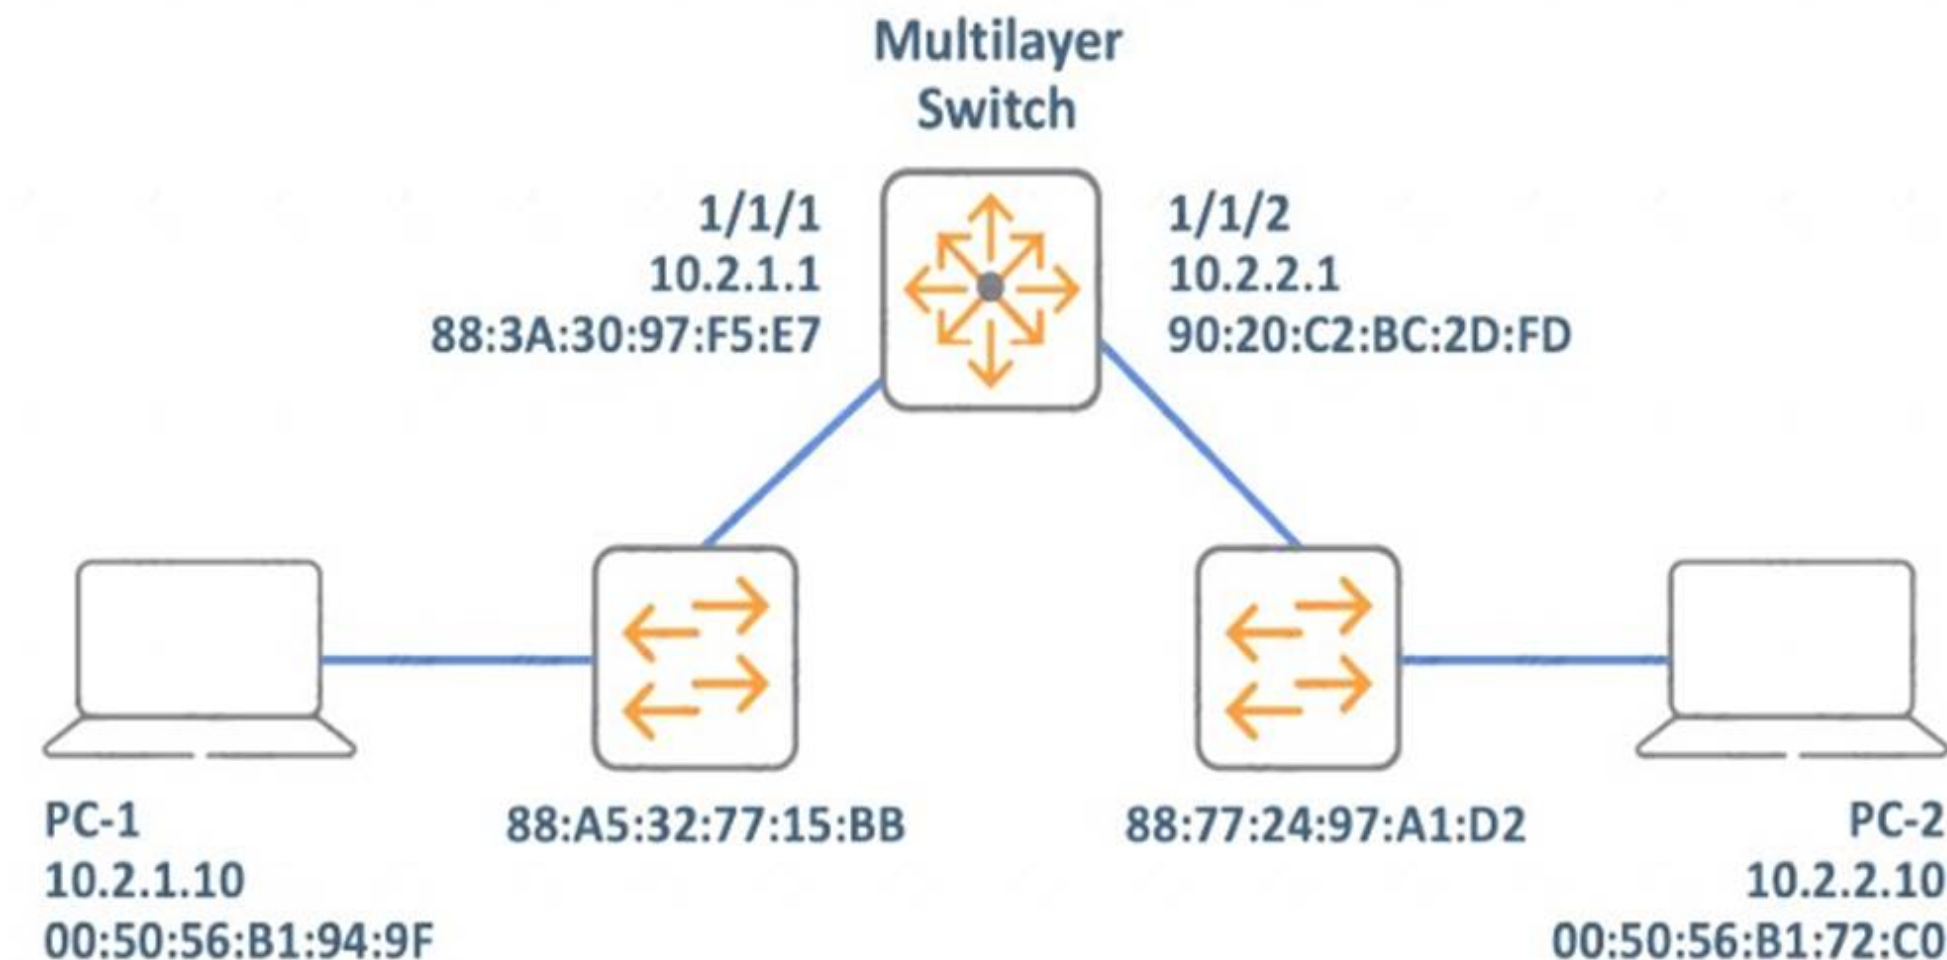 Multilayer
Switch
1/1/1
10.2.1.1
88:3A:30:97:F5:E7
1/1/2
10.2.2.1
90:20:C2:BC:2D:FD
PC-1
10.2.1.10
00:50:56:B1:94:9F
88:A5:32:77:15:BB
88:77:24:97:A1:D2
PC-2
10.2.2.10
00:50:56:B1:72:C0